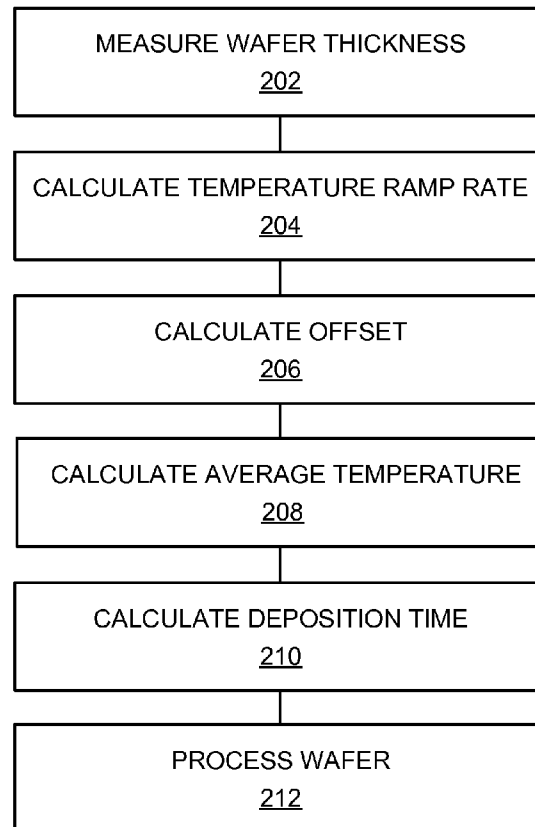 MEASURE WAFER THICKNESS
202
CALCULATE TEMPERATURE RAMP RATE
204
CALCULATE OFFSET
206
CALCULATE AVERAGE TEMPERATURE
208
CALCULATE DEPOSITION TIME
210
PROCESS WAFER
212